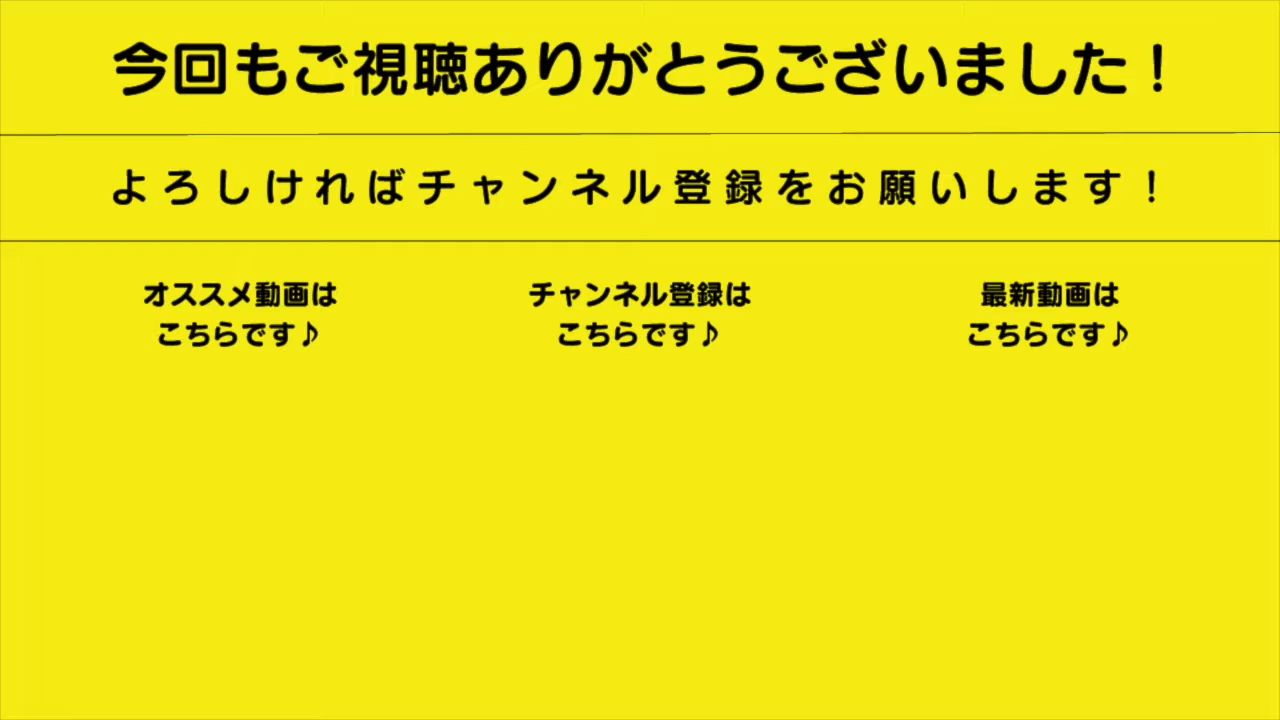 今回もご視聴ありがとうございました！
よろしければチャンネル登録をお願いします！
オススメ動画は
こちらです♪
チャンネル登録は
こちらです♪
最新動画は
こちらです♪